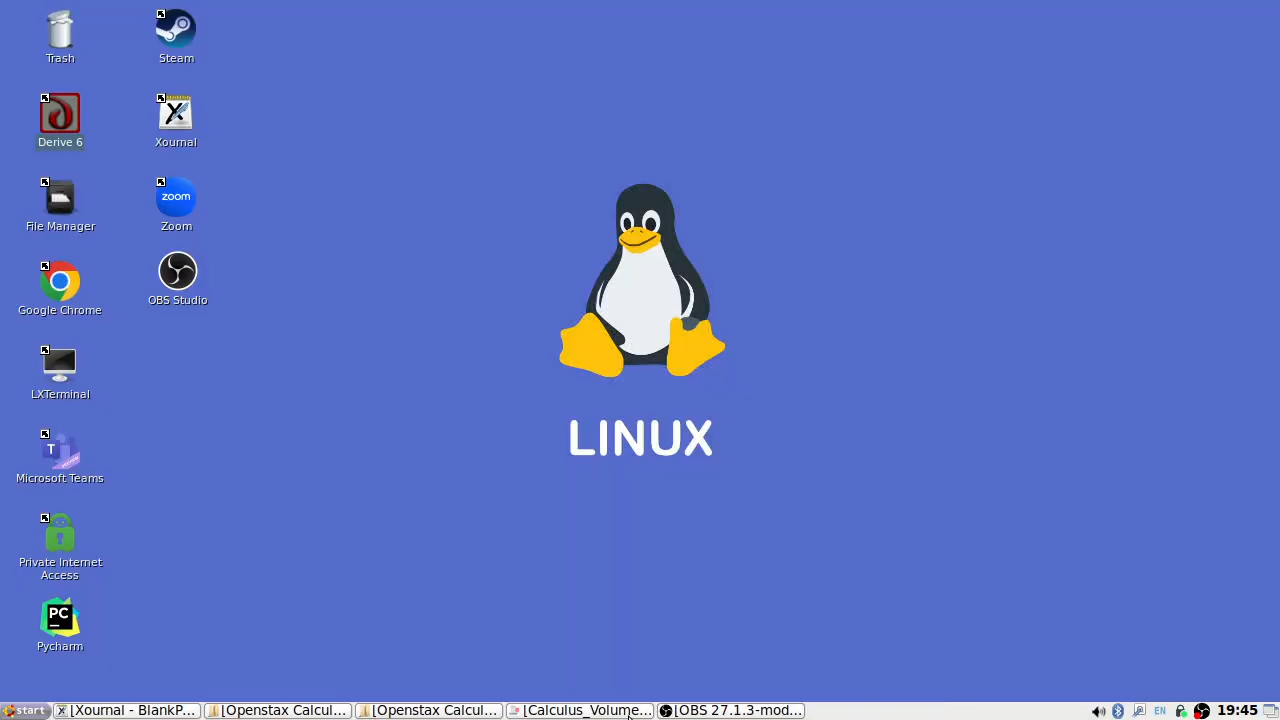 Trash
Steam
Derive 6
Xournal
File Manager
zoom
Zoom
Google Chrome
OBS Studio
LXTerminal
T
Microsoft Teams
Private Internet
Access
PC
Pycharm
LINUX
start
[Xournal - BlankP...
[Openstax Calcul...
[Openstax Calcul...
[Calculus_Volume...
[OBS 27.1.3-mod...
EN
19:45